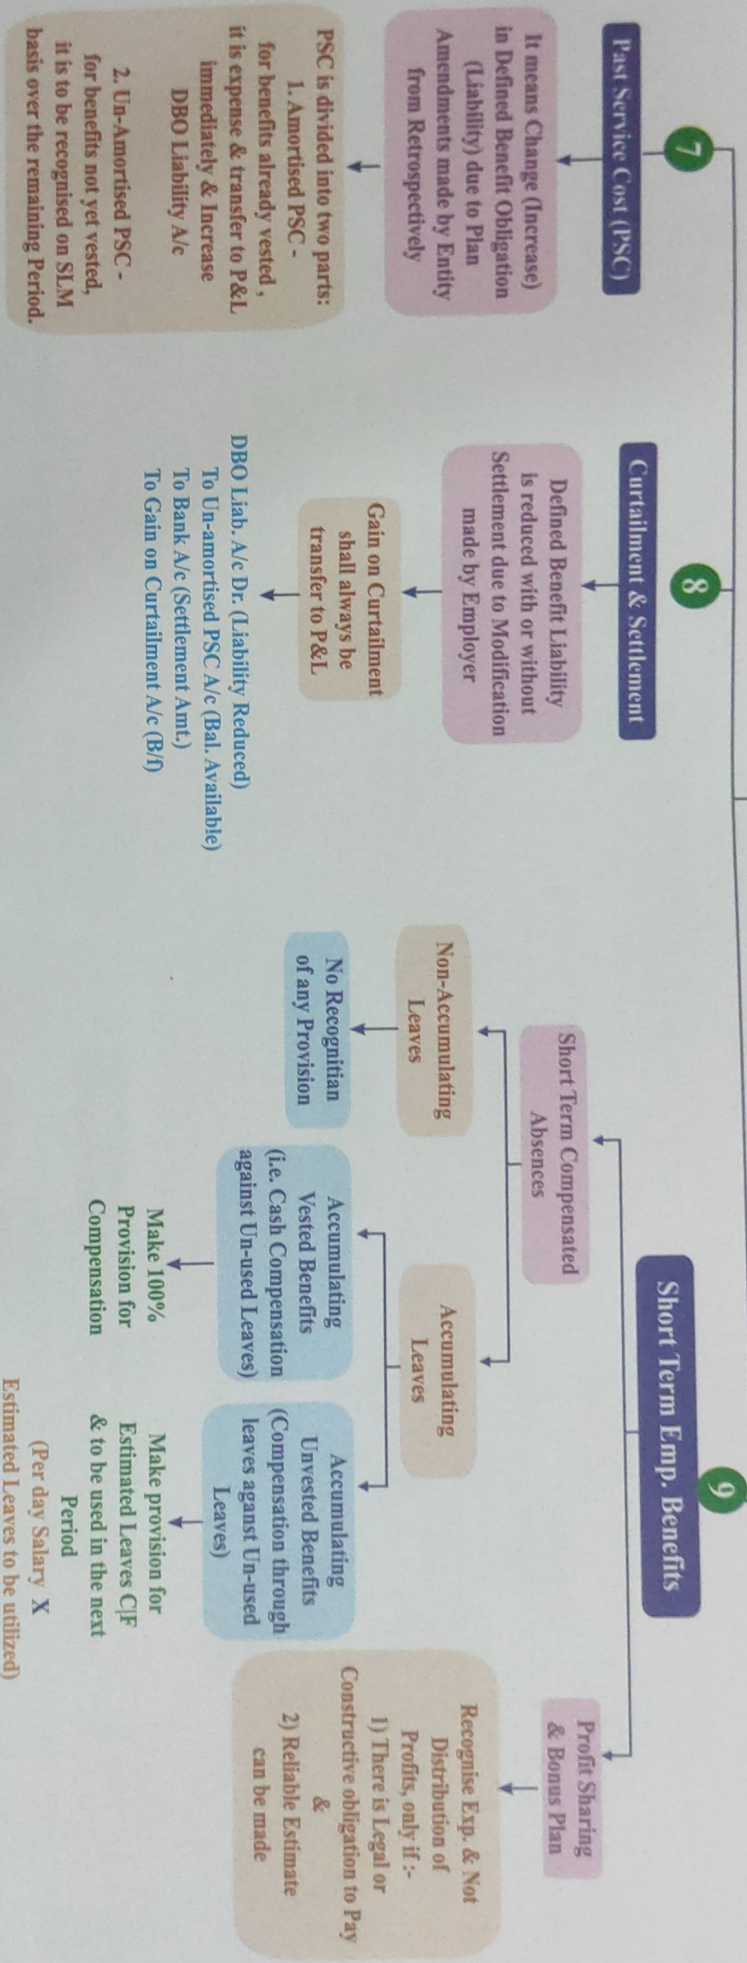 7
Past Service Cost (PSC)
It means Change (Increase)
in Defined Benefit Obligation
(Liability) due to Plan
Amendments made by Entity
from Retrospectively
PSC is divided into two parts:
1. Amortised PSC -
for benefits already vested ,
it is expense & transfer to P&L
immediately & Increase
DBO Liability A/c
2. Un-Amortised PSC -
for benefits not yet vested,
it is to be recognised on SLM
basis over the remaining Period.
8
Curtailment & Settlement
Defined Benefit Liability
is reduced with or without
Settlement due to Modification
made by Employer
Gain on Curtailment
shall always be
transfer to P&L
DBO Liab. A/c Dr. (Liability Reduced)
To Un-amortised PSC A/c (Bal. Available)
To Bank A/c (Settlement Amt.)
To Gain on Curtailment A/c (B/f)
9
Short Term Emp. Benefits
Short Term Compensated
Absences
Non-Accumulating
Leaves
No Recognitian
of any Provision
Accumulating
Leaves
Accumulating
Vested Benefits
(i.e. Cash Compensation
against Un-used Leaves)
Make 100%
Provision for
Compensation
Accumulating
Unvested Benefits
(Compensation through
leaves aganst Un-used
Leaves)
Make provision for
Estimated Leaves C|F
& to be used in the next
Period
(Per day Salary X
Estimated Leaves to be utilized)
Profit Sharing
& Bonus Plan
Recognise Exp. & Not
Distribution of
Profits, only if :-
1) There is Legal or
Constructive obligation to Pay
&
2) Reliable Estimate
can be made